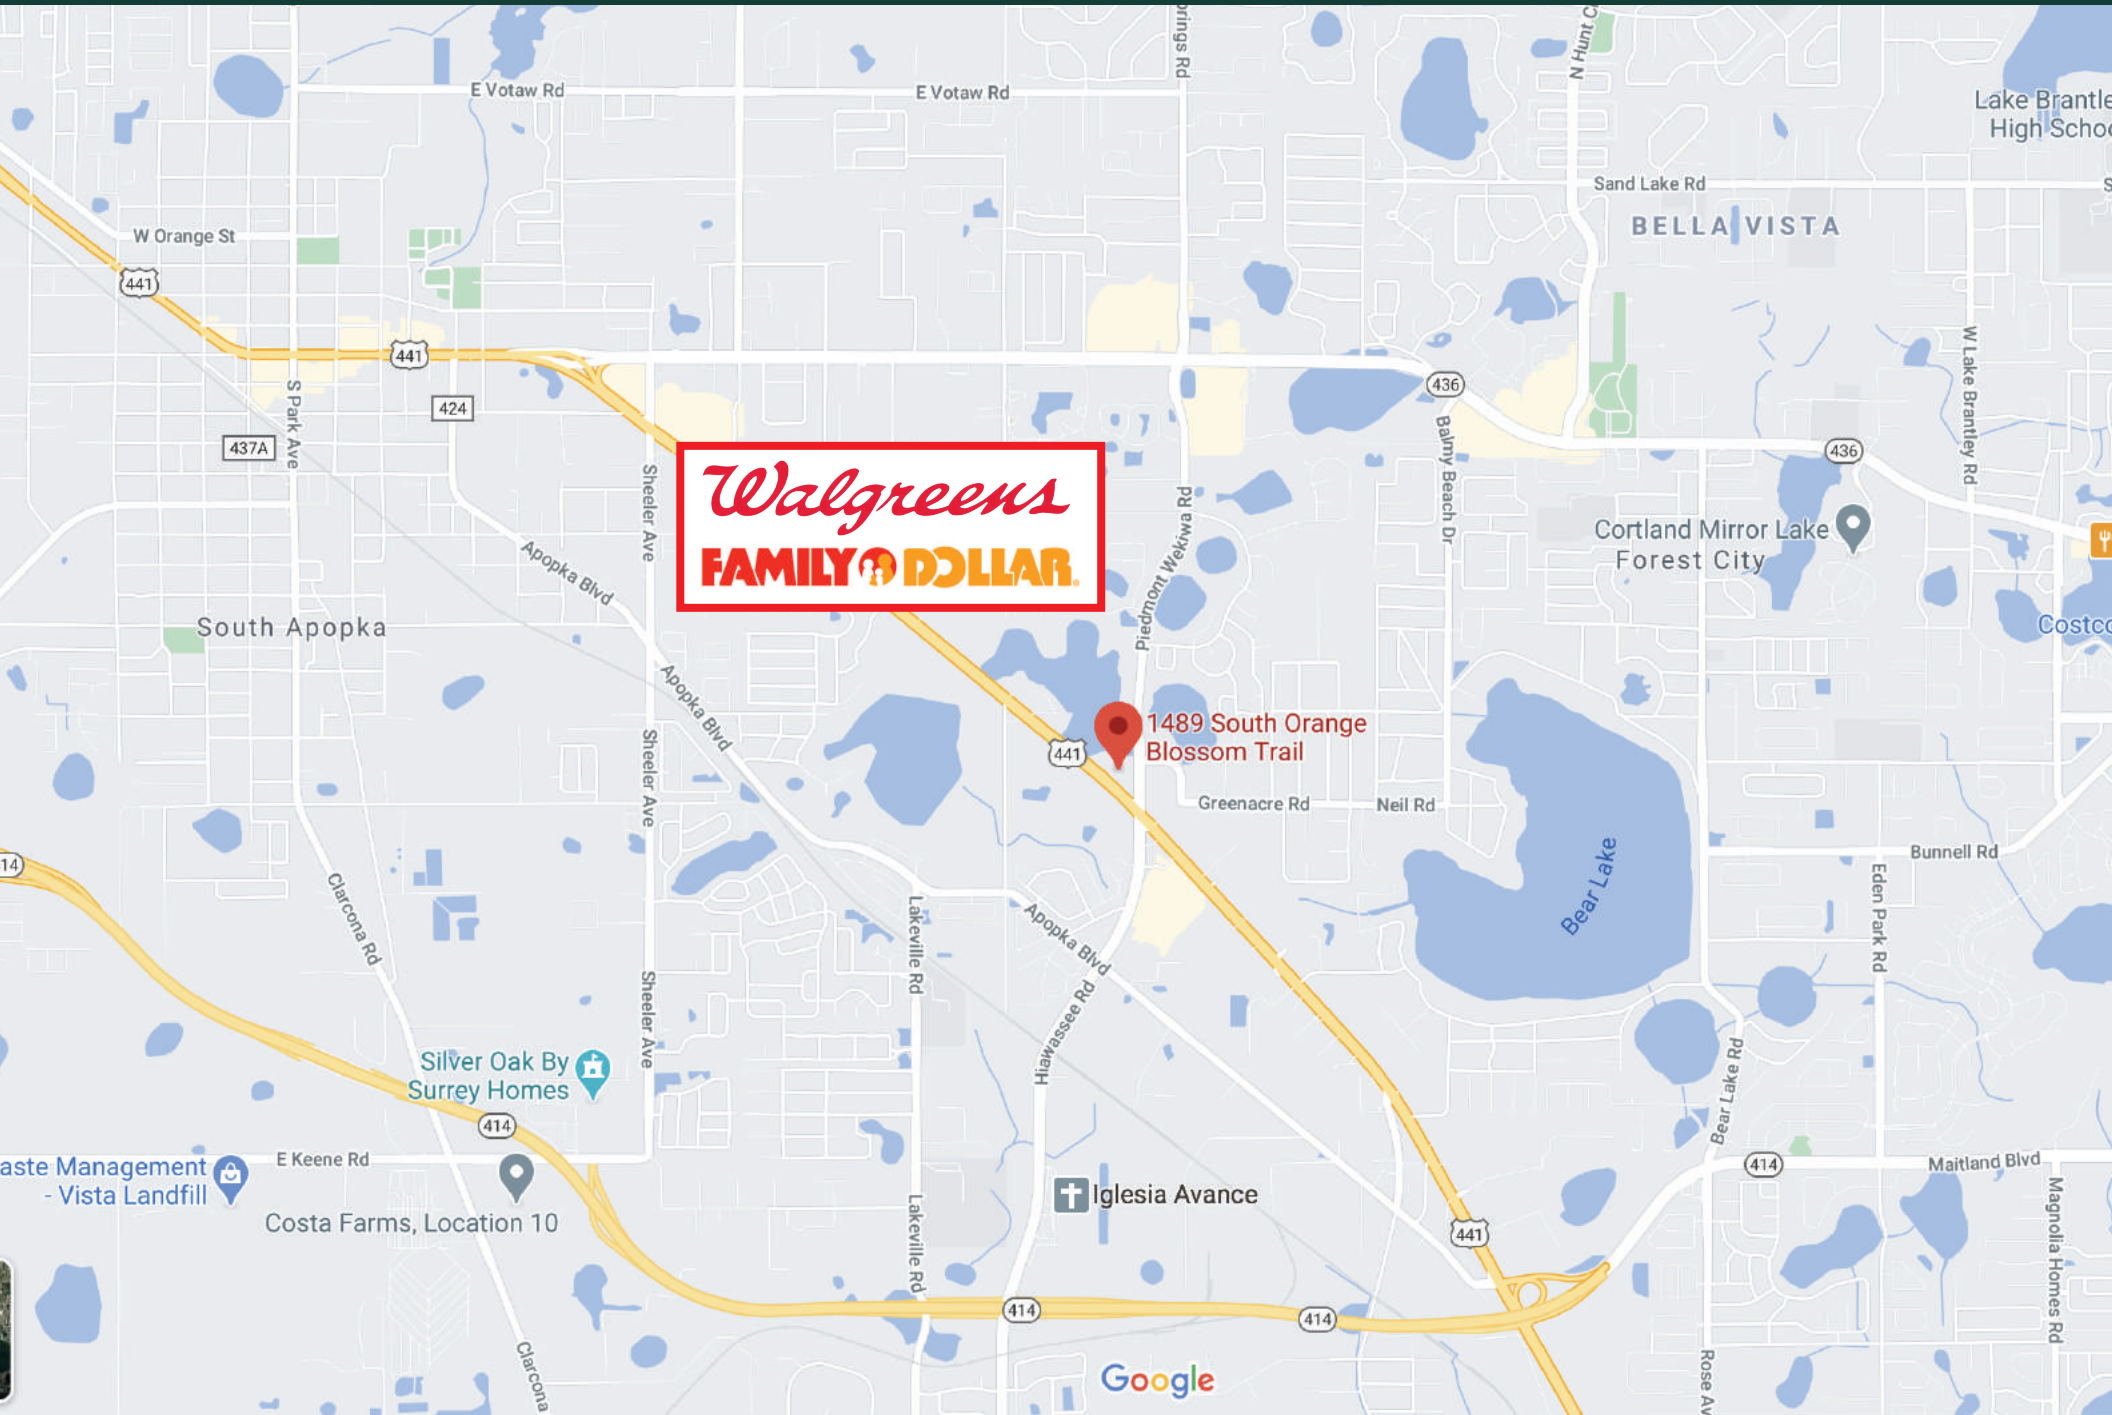 prings Rd
N Hunt C
E Votaw Rd
E Votaw Rd
Lake Brantle
High Schoo
Sand Lake Rd
S
BELLA VISTA
W Orange St
441
441
S Park Ave
424
437A
436
436
W Lake Brantley Rd
Balmy Beach Dr
Sheeler Ave
Walgreens
FAMILY DOLLAR
Piedmont Wekiwa Rd
Cortland Mirror Lake
Forest City
Apopka Blvd
South Apopka
Costco
Apopka Blvd
Sheeler Ave
1489 South Orange
Blossom Trail
441
Greenacre Rd
Neil Rd
Bear Lake
Bunnell Rd
14
Clarcona Rd
Lakeville Rd
Apopka Blvd
Eden Park Rd
Sheeler Ave
Hiawassee Rd
Silver Oak By
Surrey Homes
Bear Lake Rd
414
E Keene Rd
aste Management
- Vista Landfill
Costa Farms, Location 10
Iglesia Avance
414
Maitland Blvd
Lakeville Rd
441
Magnolia Homes Rd
414
414
Clarcona
Google
Rose Av